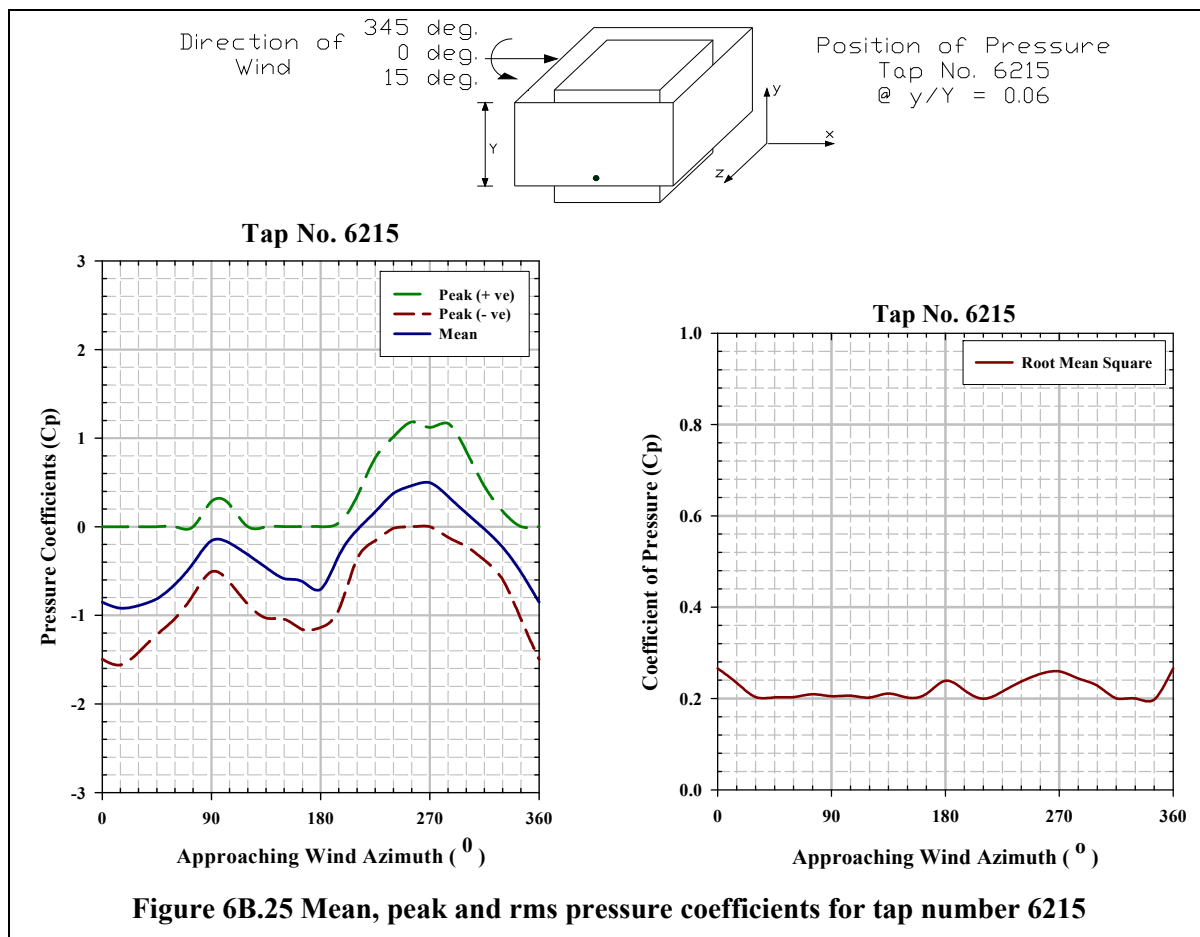 Direction of
Wind
345 deg.
0 deg.
15 deg.
Position of Pressure
Tap No. 6215
@ y/Y = 0.06
Y
y
x
z
Tap No. 6215
Peak (+ ve)
Peak (- ve)
Mean
3
2
1
0
-1
-2
-3
0
90
180
270
360
Pressure Coefficients (Cp)
Approaching Wind Azimuth ( 0 )
Tap No. 6215
Root Mean Square
1.0
0.8
0.6
0.4
0.2
0.0
0
90
180
270
360
Coefficient of Pressure (Cp)
Approaching Wind Azimuth ( o )
Figure 6B.25 Mean, peak and rms pressure coefficients for tap number 6215